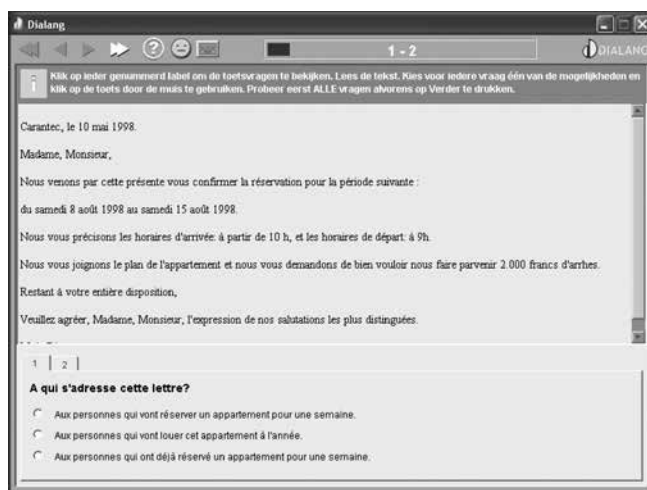 Dialang
1 - 2
DIALANG
Klik op ieder genummerd label om de toetsvragen te bekijken. Lees de tekst. Kies voor iedere vraag één van de mogelijkheden en
klik op de toets door de muis te gebruiken. Probeer eerst ALLE vragen alvorens op Verder te drukken.
Carantec, le 10 mai 1998.
Madame, Monsieur,
Nous venons par cette présente vous confirmer la réservation pour la période suivante :
du samedi 8 août 1998 au samedi 15 août 1998.
Nous vous précisons les horaires d'arrivée: à partir de 10 h, et les horaires de départ: à 9h.
Nous vous joignons le plan de l'appartement et nous vous demandons de bien vouloir nous faire parvenir 2.000 francs d'arrhes.
Restant à votre entière disposition,
Veuillez agréer, Madame, Monsieur, l'expression de nos salutations les plus distinguées.
1 2
A qui s'adresse cette lettre?
Aux personnes qui vont réserver un appartement pour une semaine.
Aux personnes qui vont louer cet appartement à l'année.
Aux personnes qui ont déjà réservé un appartement pour une semaine.